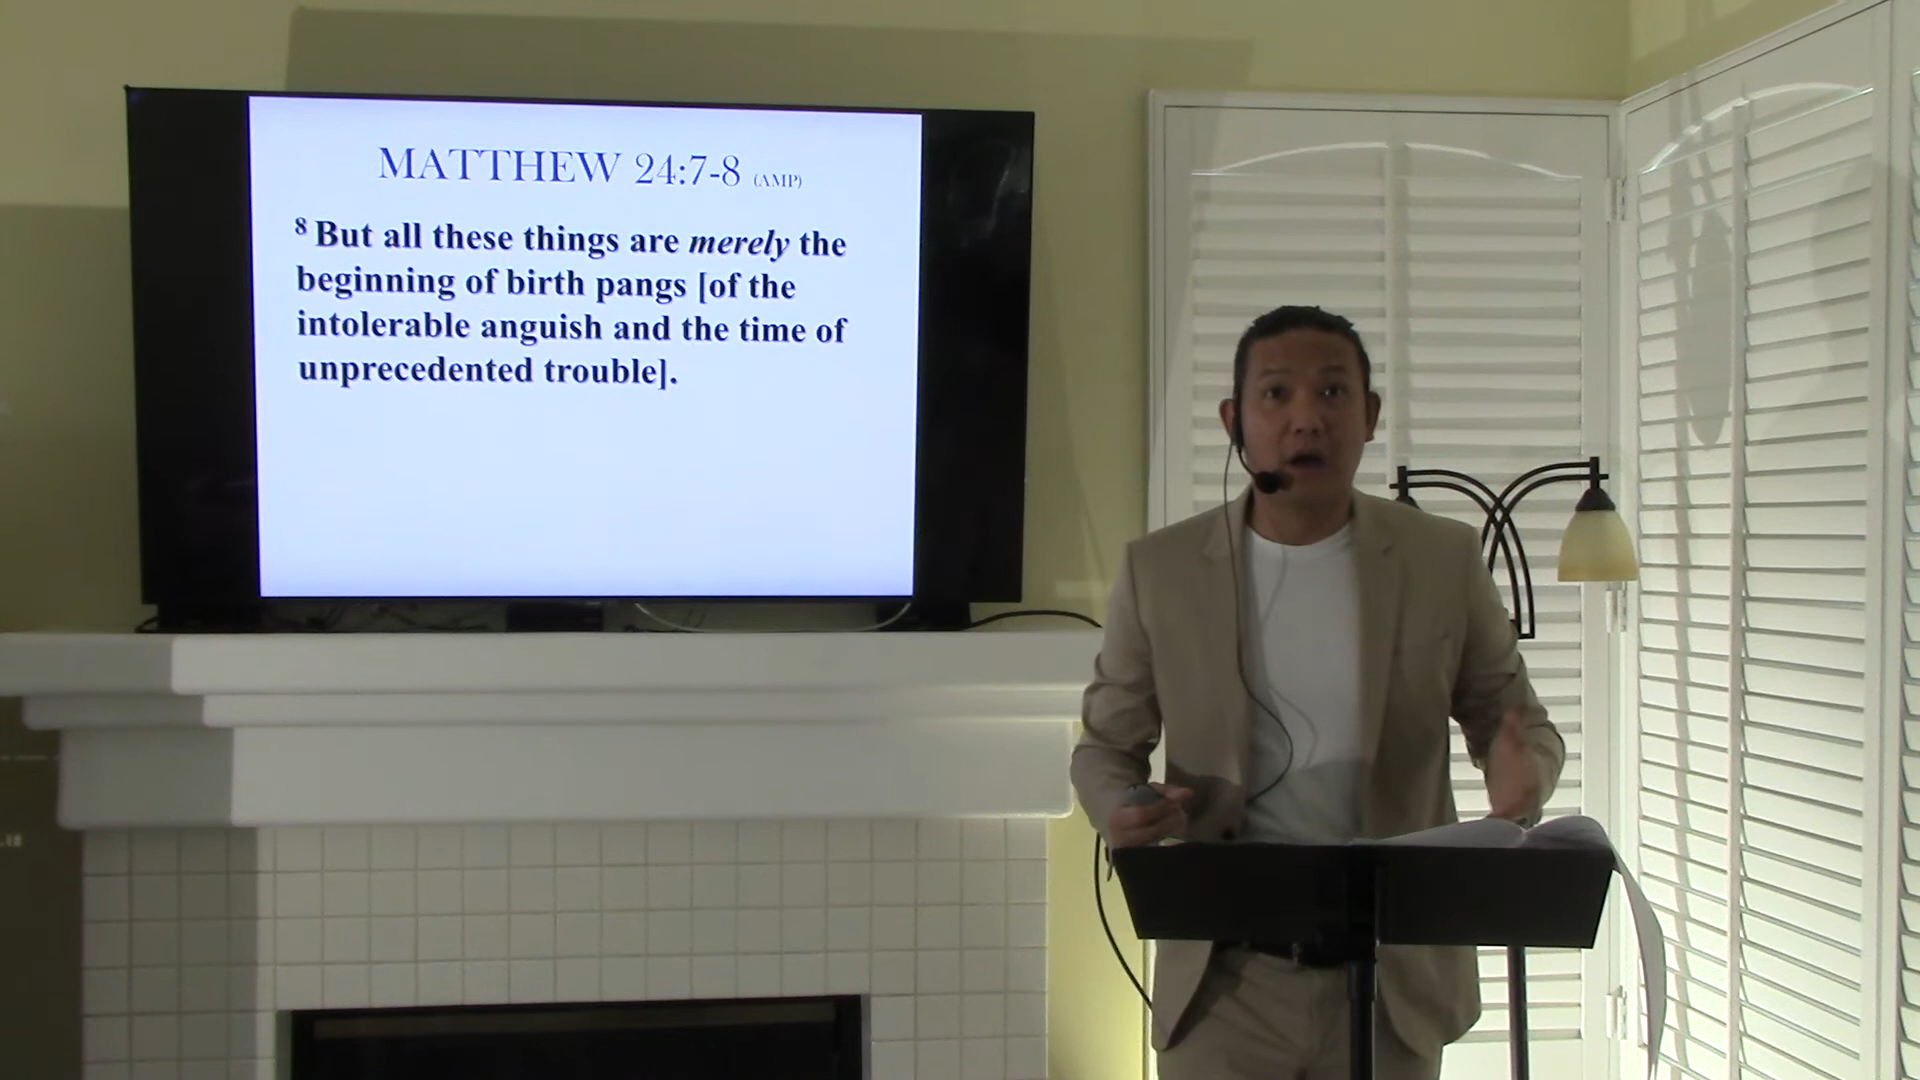 MATTHEW 24:7-8 (AMP)
8 But all these things are merely the
beginning of birth pangs [of the
intolerable anguish and the time of
unprecedented trouble].